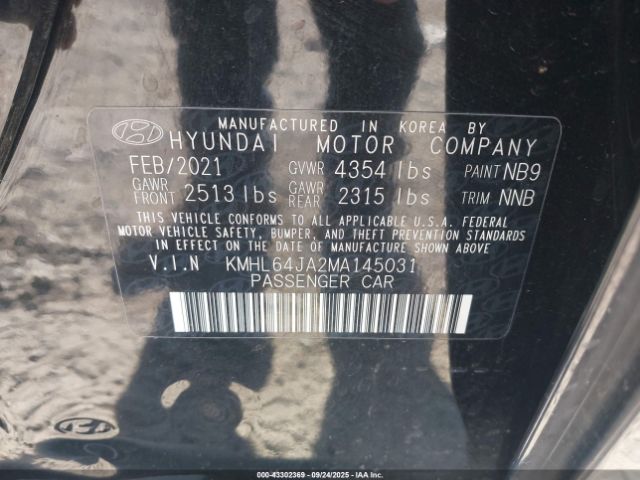 MANUFACTURED IN KOREA BY
HYUNDAI MOTOR COMPANY
FEB/2021 GVWR 4354 lbs PAINT NB9
GAWR FRONT 2513 lbs GAWR REAR 2315 lbs TRIM NNB
THIS VEHICLE CONFORMS TO ALL APPLICABLE U.S.A. FEDERAL
MOTOR VEHICLE SAFETY, BUMPER, AND THEFT PREVENTION STANDARDS
IN EFFECT ON THE DATE OF MANUFACTURE SHOWN ABOVE
V.I.N KMHL64JA2MA145031
PASSENGER CAR
IAA - 43302369 - 09/24/2025 - IAAI.COM